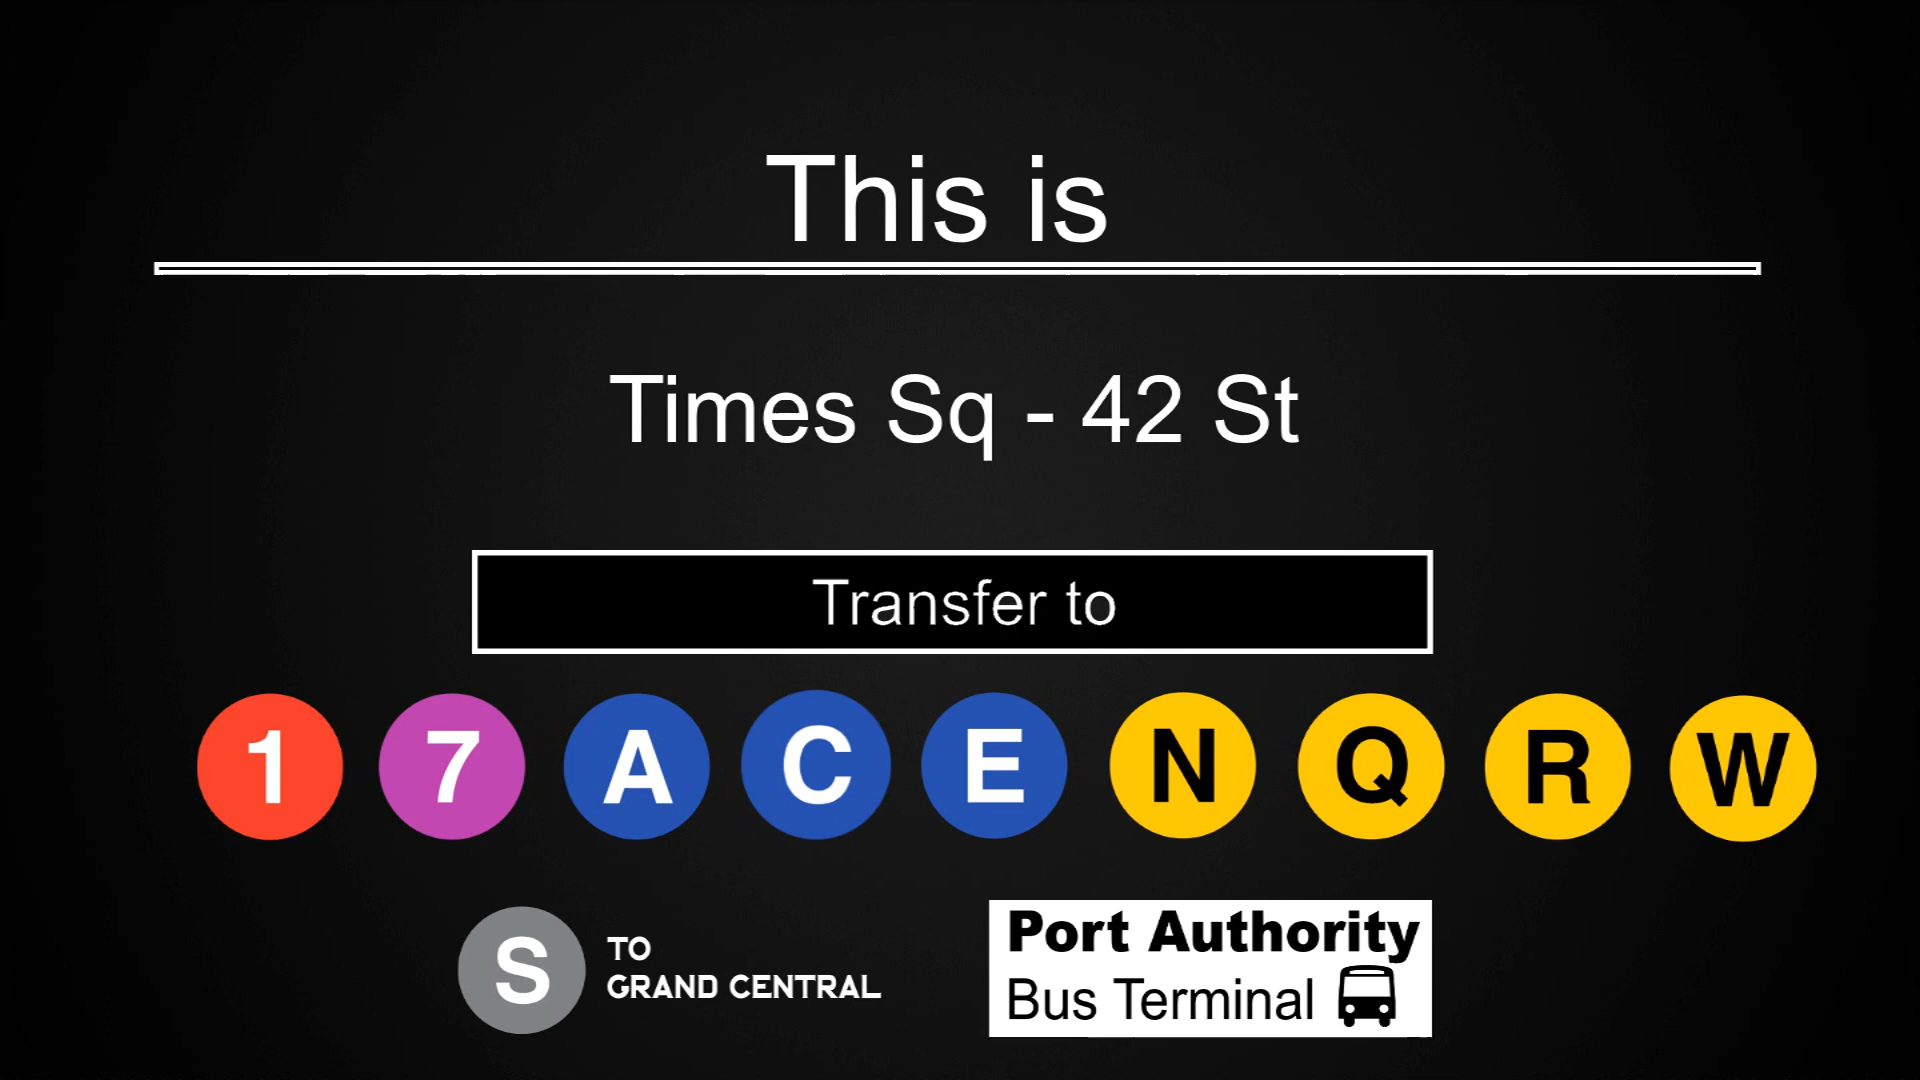 This is
Times Sq - 42 St
Transfer to
1 7 A C E N Q R W
S TO
GRAND CENTRAL
Port Authority
Bus Terminal